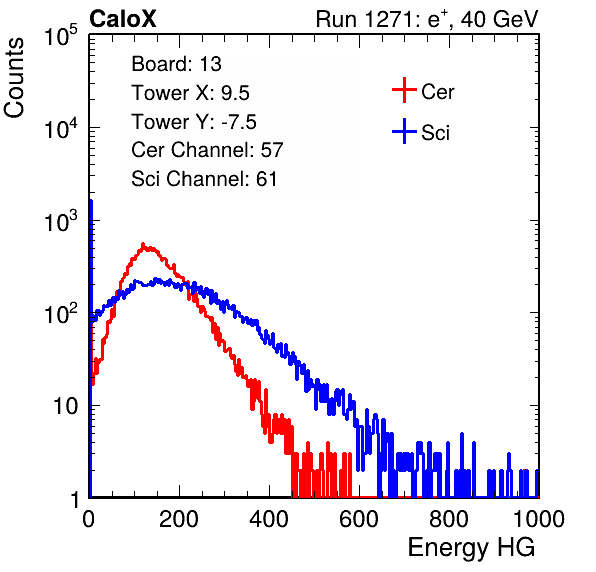 CaloX Run 1271: e⁺, 40 GeV
Counts
10⁵
10⁴
10³
10²
10
1
Board: 13
Tower X: 9.5
Tower Y: -7.5
Cer Channel: 57
Sci Channel: 61
Cer
Sci
0 200 400 600 800 1000
Energy HG